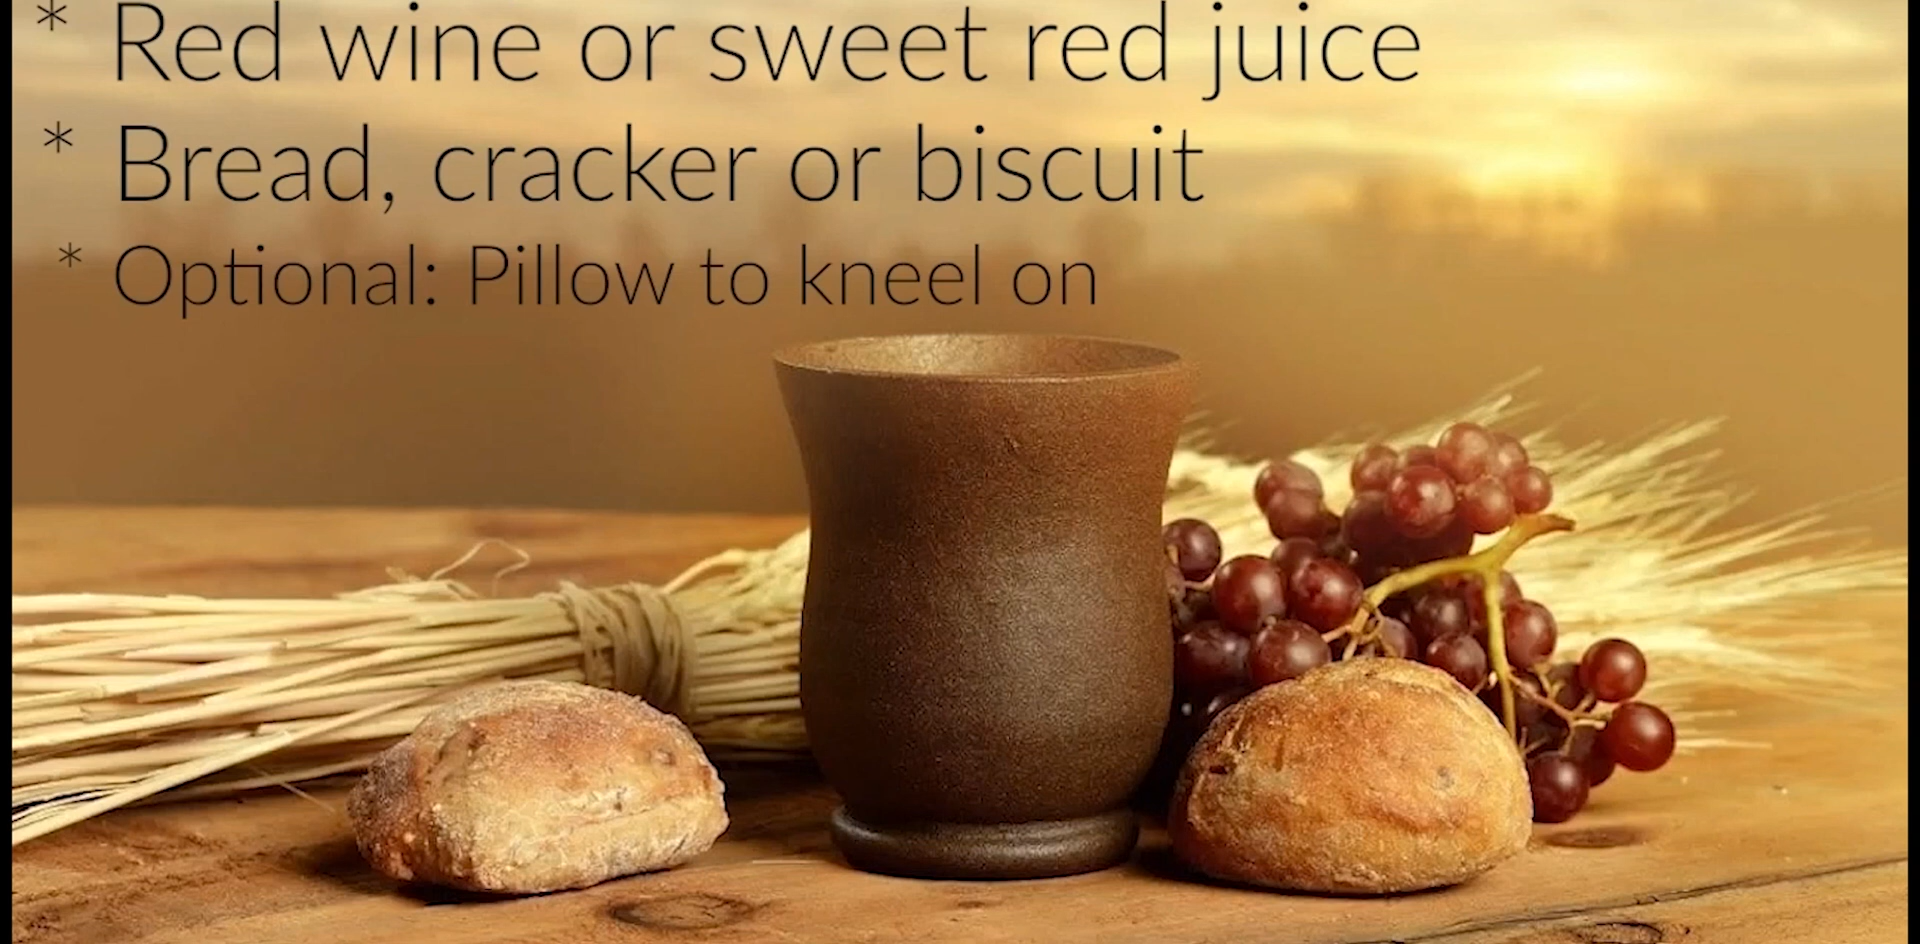 * Red wine or sweet red juice
* Bread, cracker or biscuit
* Optional: Pillow to kneel on